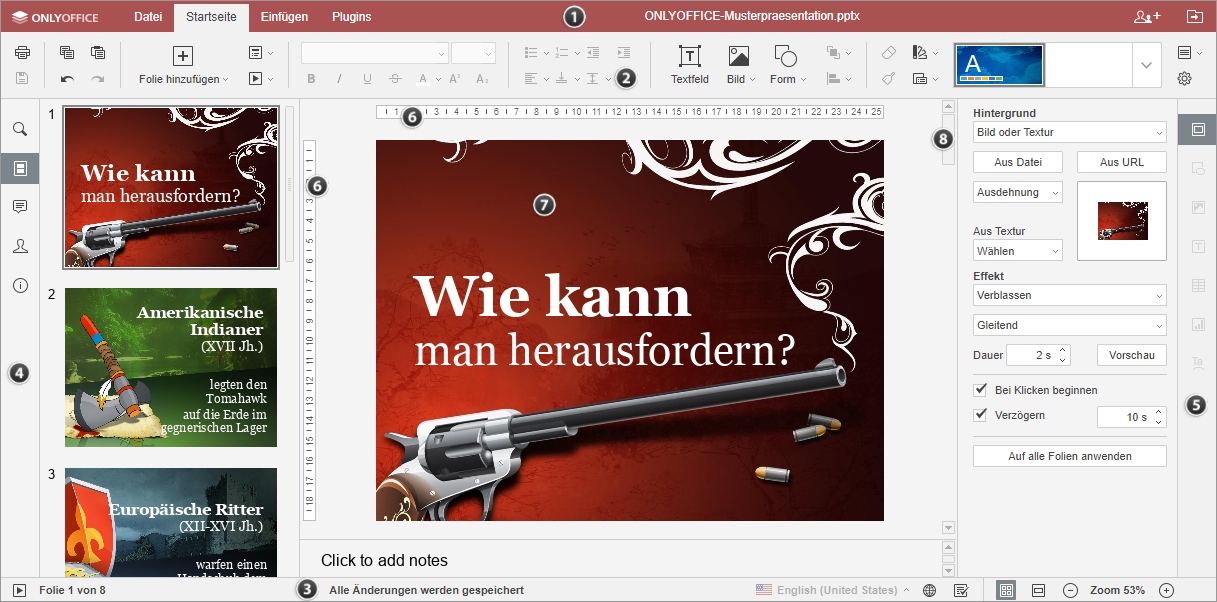 ONLYOFFICE Datei Startseite Einfügen Plugins 1 ONLYOFFICE-Musterpraesentation.pptx
Folie hinzufügen
B I U S A A² A₂
2
Textfeld Bild Form
A
1 2 3 4 5 6 7 8 9 10 11 12 13 14 15 16 17 18 19 20 21 22 23 24 25
6
6
7
8
4
5
1
Wie kann
man herausfordern?
2
Amerikanische
Indianer
(XVII Jh.)
legten den
Tomahawk
auf die Erde im
gegnerischen Lager
3
Europäische Ritter
(XII-XVI Jh.)
warfen einen
Wie kann
man herausfordern?
Click to add notes
Hintergrund
Bild oder Textur
Aus Datei Aus URL
Ausdehnung
Aus Textur
Wählen
Effekt
Verblassen
Gleitend
Dauer 2 s Vorschau
Bei Klicken beginnen
Verzögern 10 s
Auf alle Folien anwenden
Folie 1 von 8 3 Alle Änderungen werden gespeichert English (United States) Zoom 53%